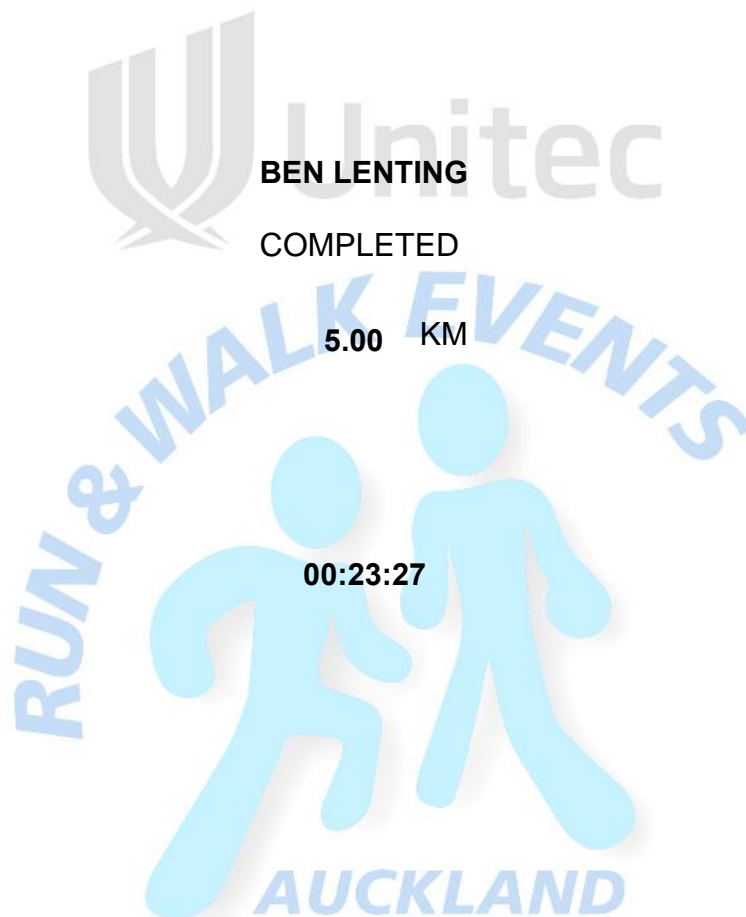 Unitec
BEN LENTING
COMPLETED
RUN & WALK EVENTS
5.00 KM
00:23:27
AUCKLAND